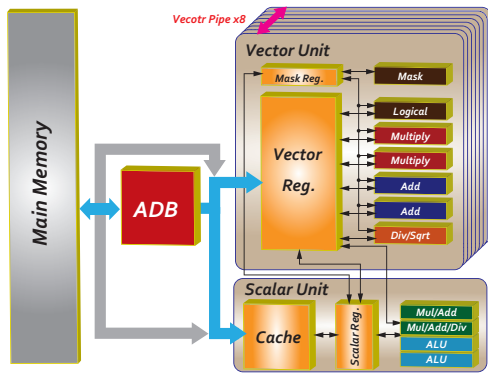 Vecotr Pipe x8
Vector Unit
Mask Reg.
Mask
Logical
Multiply
Multiply
Add
Add
Div/Sqrt
Vector
Reg.
Main Memory
ADB
Scalar Unit
Cache
Scalar Reg.
Mul/Add
Mul/Add/Div
ALU
ALU